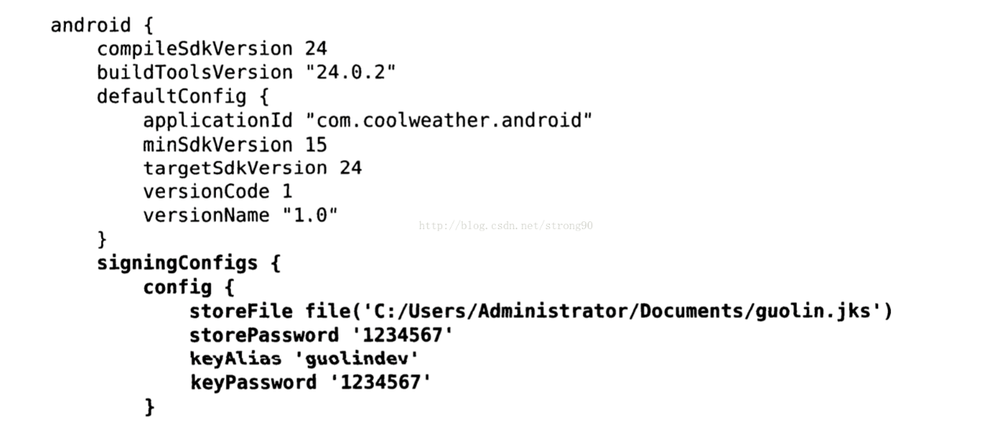 android {
    compileSdkVersion 24
    buildToolsVersion "24.0.2"
    defaultConfig {
        applicationId "com.coolweather.android"
        minSdkVersion 15
        targetSdkVersion 24
        versionCode 1
        versionName "1.0"
http://blog.csdn.net/strong90
    }
    signingConfigs {
        config {
            storeFile file('C:/Users/Administrator/Documents/guolin.jks')
            storePassword '1234567'
            keyAlias 'guolindev'
            keyPassword '1234567'
        }